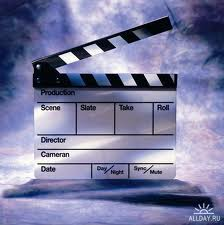 Production
Scene Slate Take Roll
Director
Cameran
Date Day/Night Sync/Mute
ALLDAY.RU